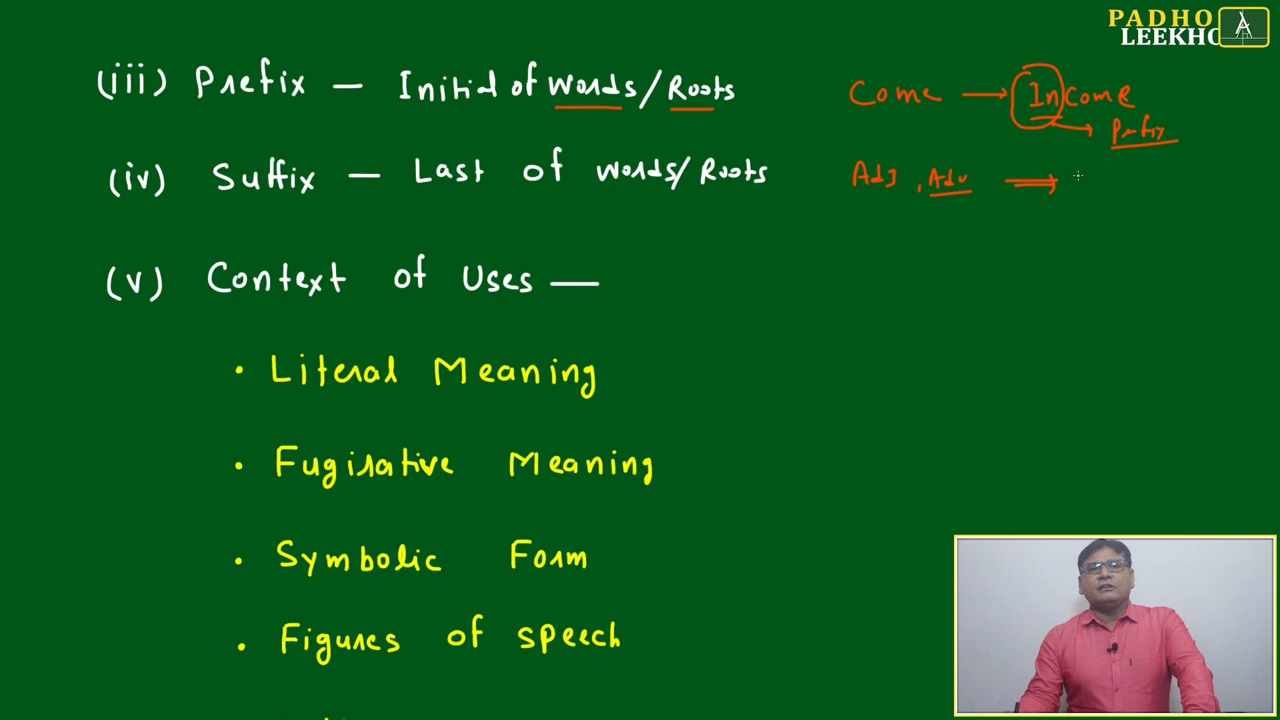 PADHO
LEEKHO
(iii) Prefix — Initial of Words/Roots
Come → Income
→ Prefix
(iv) Suffix — Last of Words/Roots
Adj , Adv ⟹
(v) Context of Uses —
• Literal Meaning
• Fugirative Meaning
• Symbolic Form
• Figures of speech